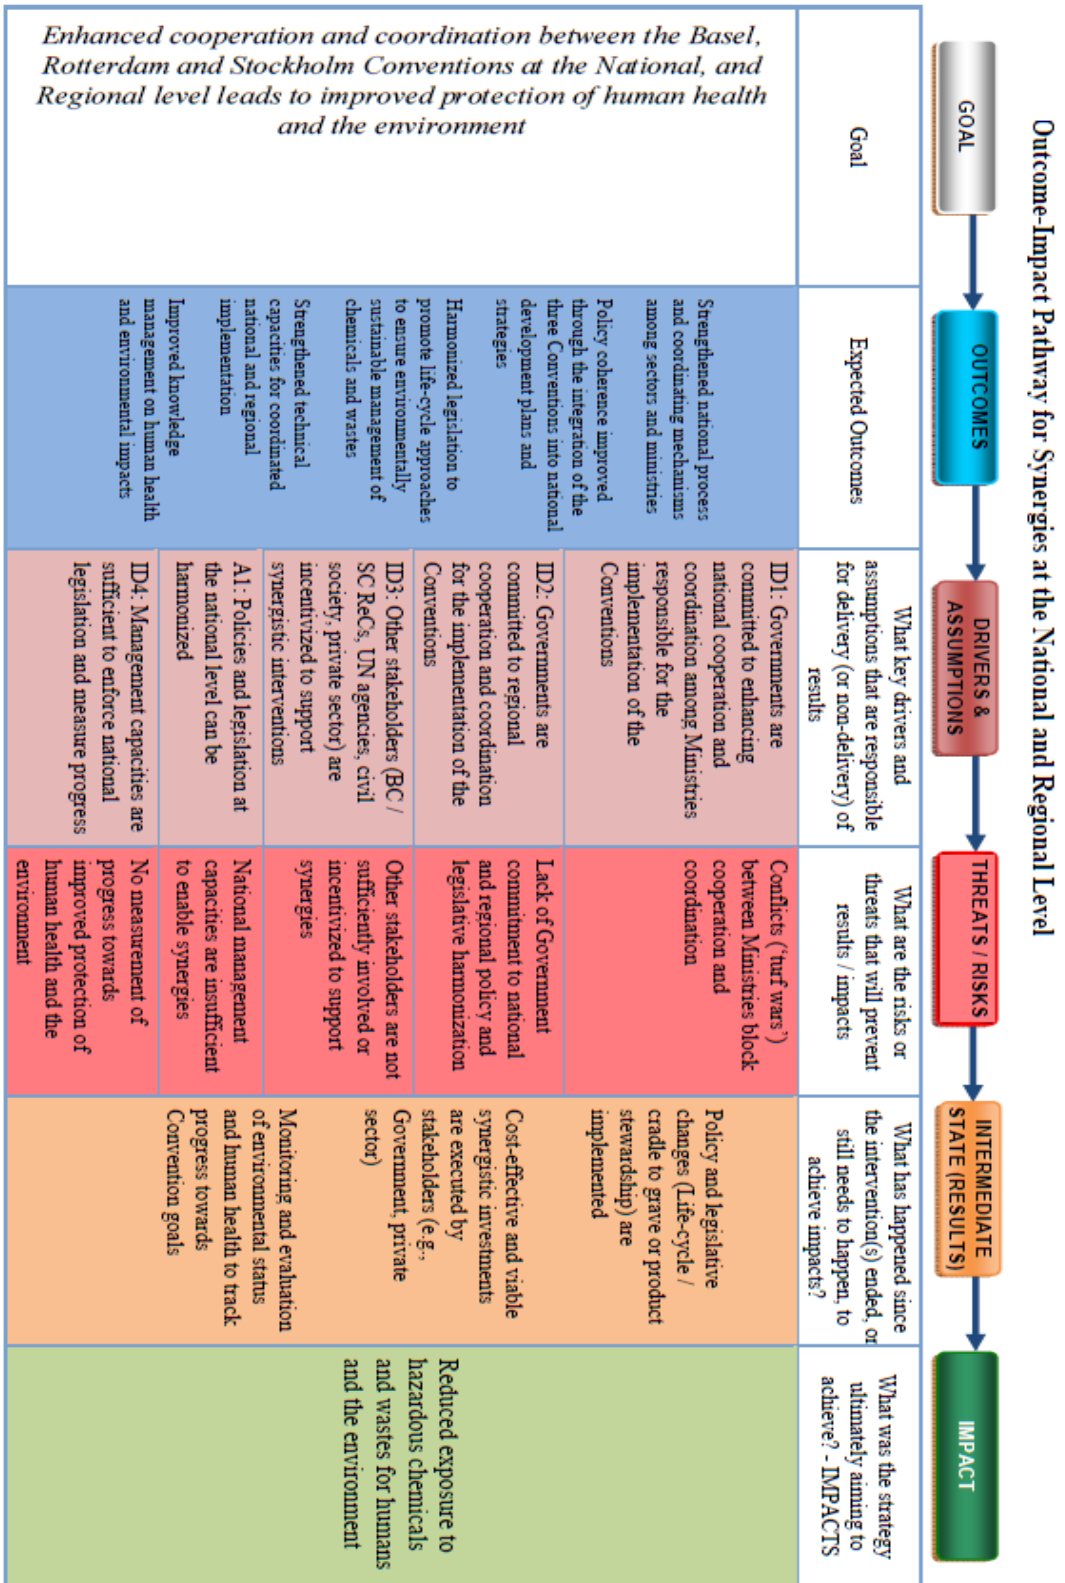 Outcome-Impact Pathway for Synergies at the National and Regional Level
GOAL
OUTCOMES
DRIVERS &
ASSUMPTIONS
THREATS / RISKS
INTERMEDIATE
STATE (RESULTS)
IMPACT
Goal
Expected Outcomes
What key drivers and
assumptions that are responsible
for delivery (or non-delivery) of
results
What are the risks or
threats that will prevent
results / impacts
What has happened since
the intervention(s) ended, or
still needs to happen, to
achieve impacts?
What was the strategy
ultimately aiming to
achieve? - IMPACTS
Enhanced cooperation and coordination between the Basel,
Rotterdam and Stockholm Conventions at the National, and
Regional level leads to improved protection of human health
and the environment
Strengthened national process
and coordinating mechanisms
among sectors and ministries
Policy coherence improved
through the integration of the
three Conventions into national
development plans and
strategies
Harmonized legislation to
promote life-cycle approaches
to ensure environmentally
sustainable management of
chemicals and wastes
Strengthened technical
capacities for coordinated
national and regional
implementation
Improved knowledge
management on human health
and environmental impacts
ID1: Governments are
committed to enhancing
national cooperation and
coordination among Ministries
responsible for the
implementation of the
Conventions
ID2: Governments are
committed to regional
cooperation and coordination
for the implementation of the
Conventions
ID3: Other stakeholders (BC /
SC ReCs, UN agencies, civil
society, private sector) are
incentivized to support
synergistic interventions
A1: Policies and legislation at
the national level can be
harmonized
ID4: Management capacities are
sufficient to enforce national
legislation and measure progress
Conflicts (‘turf wars’)
between Ministries block
cooperation and
coordination
Lack of Government
commitment to national
and regional policy and
legislative harmonization
Other stakeholders are not
sufficiently involved or
incentivized to support
synergies
National management
capacities are insufficient
to enable synergies
No measurement of
progress towards
improved protection of
human health and the
environment
Policy and legislative
changes (Life-cycle /
cradle to grave or product
stewardship) are
implemented
Cost-effective and viable
synergistic investments
are executed by
stakeholders (e.g.,
Government, private
sector)
Monitoring and evaluation
of environmental status
and human health to track
progress towards
Convention goals
Reduced exposure to
hazardous chemicals
and wastes for humans
and the environment